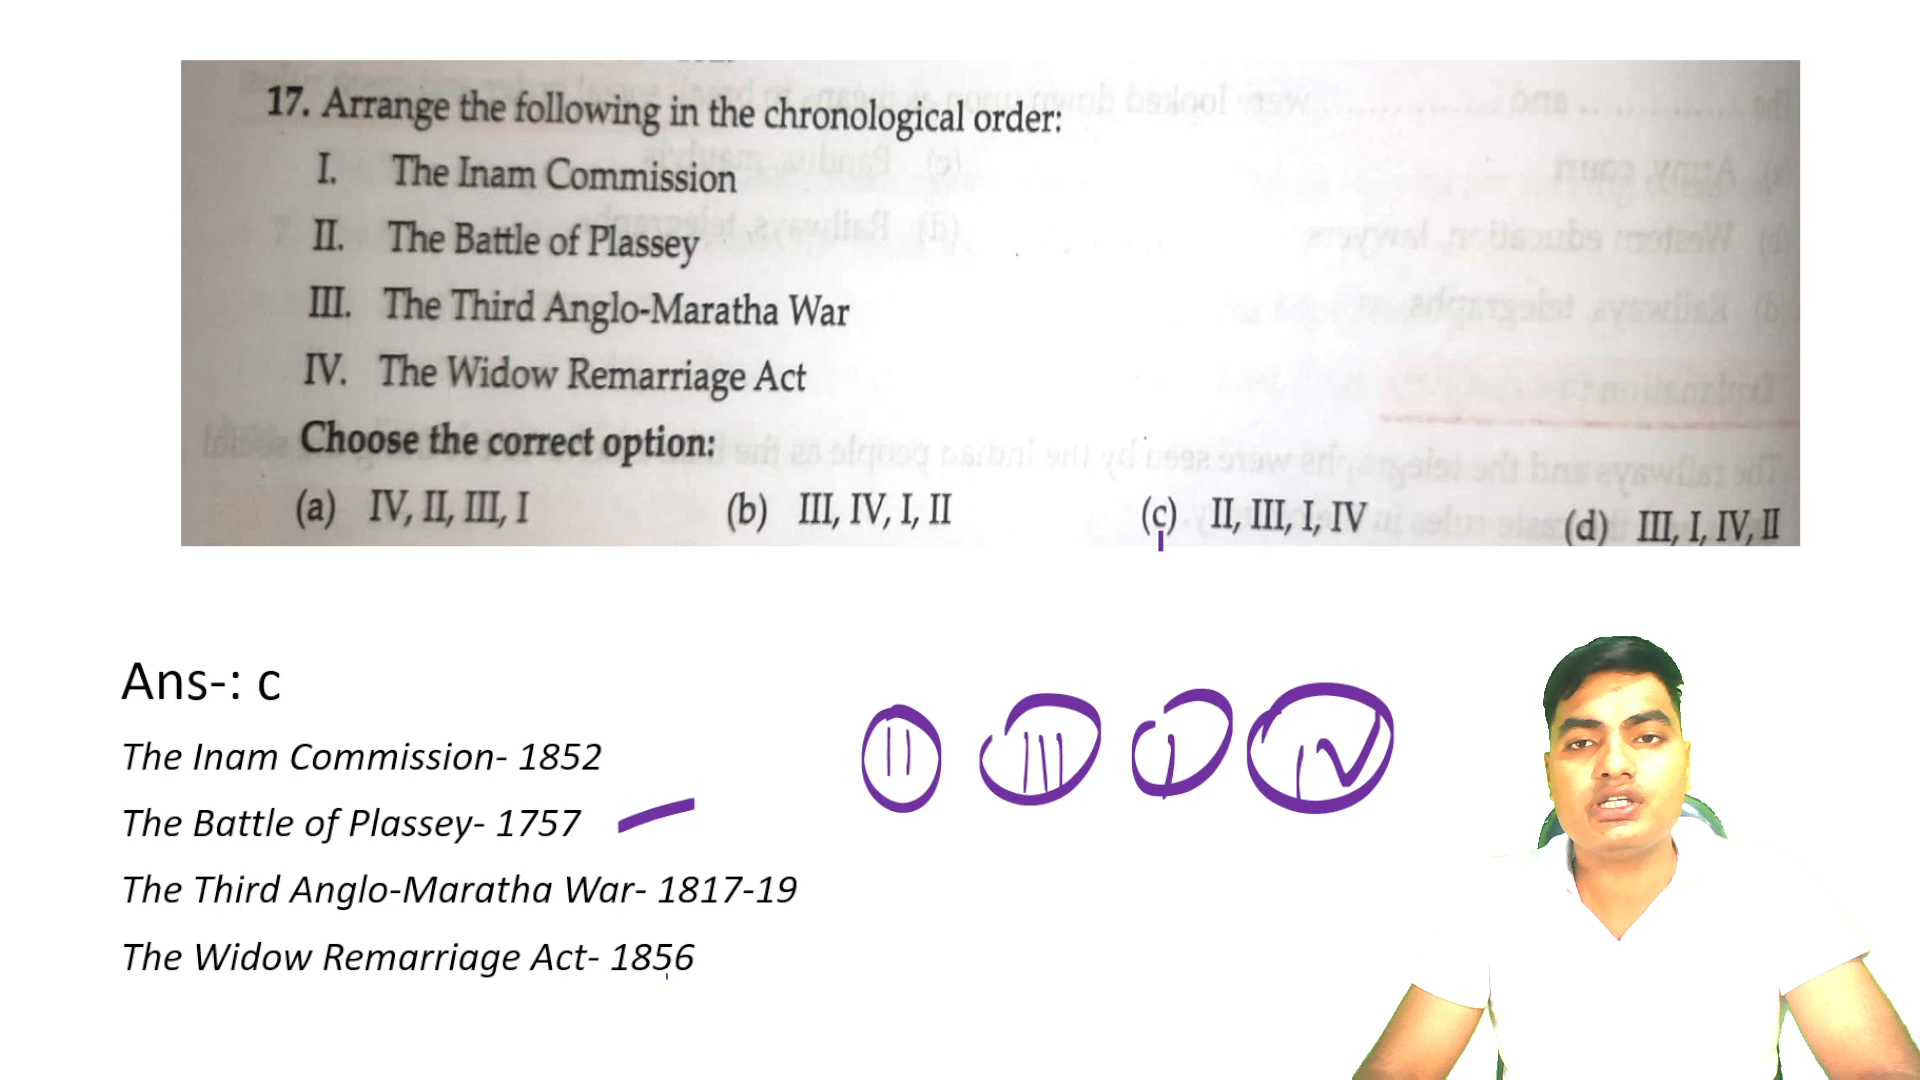 17. Arrange the following in the chronological order:
I. The Inam Commission
II. The Battle of Plassey
III. The Third Anglo-Maratha War
IV. The Widow Remarriage Act
Choose the correct option:
(a) IV, II, III, I (b) III, IV, I, II (c) II, III, I, IV (d) III, I, IV, II
Ans-: c
The Inam Commission- 1852
The Battle of Plassey- 1757
The Third Anglo-Maratha War- 1817-19
The Widow Remarriage Act- 1856
II III I IV